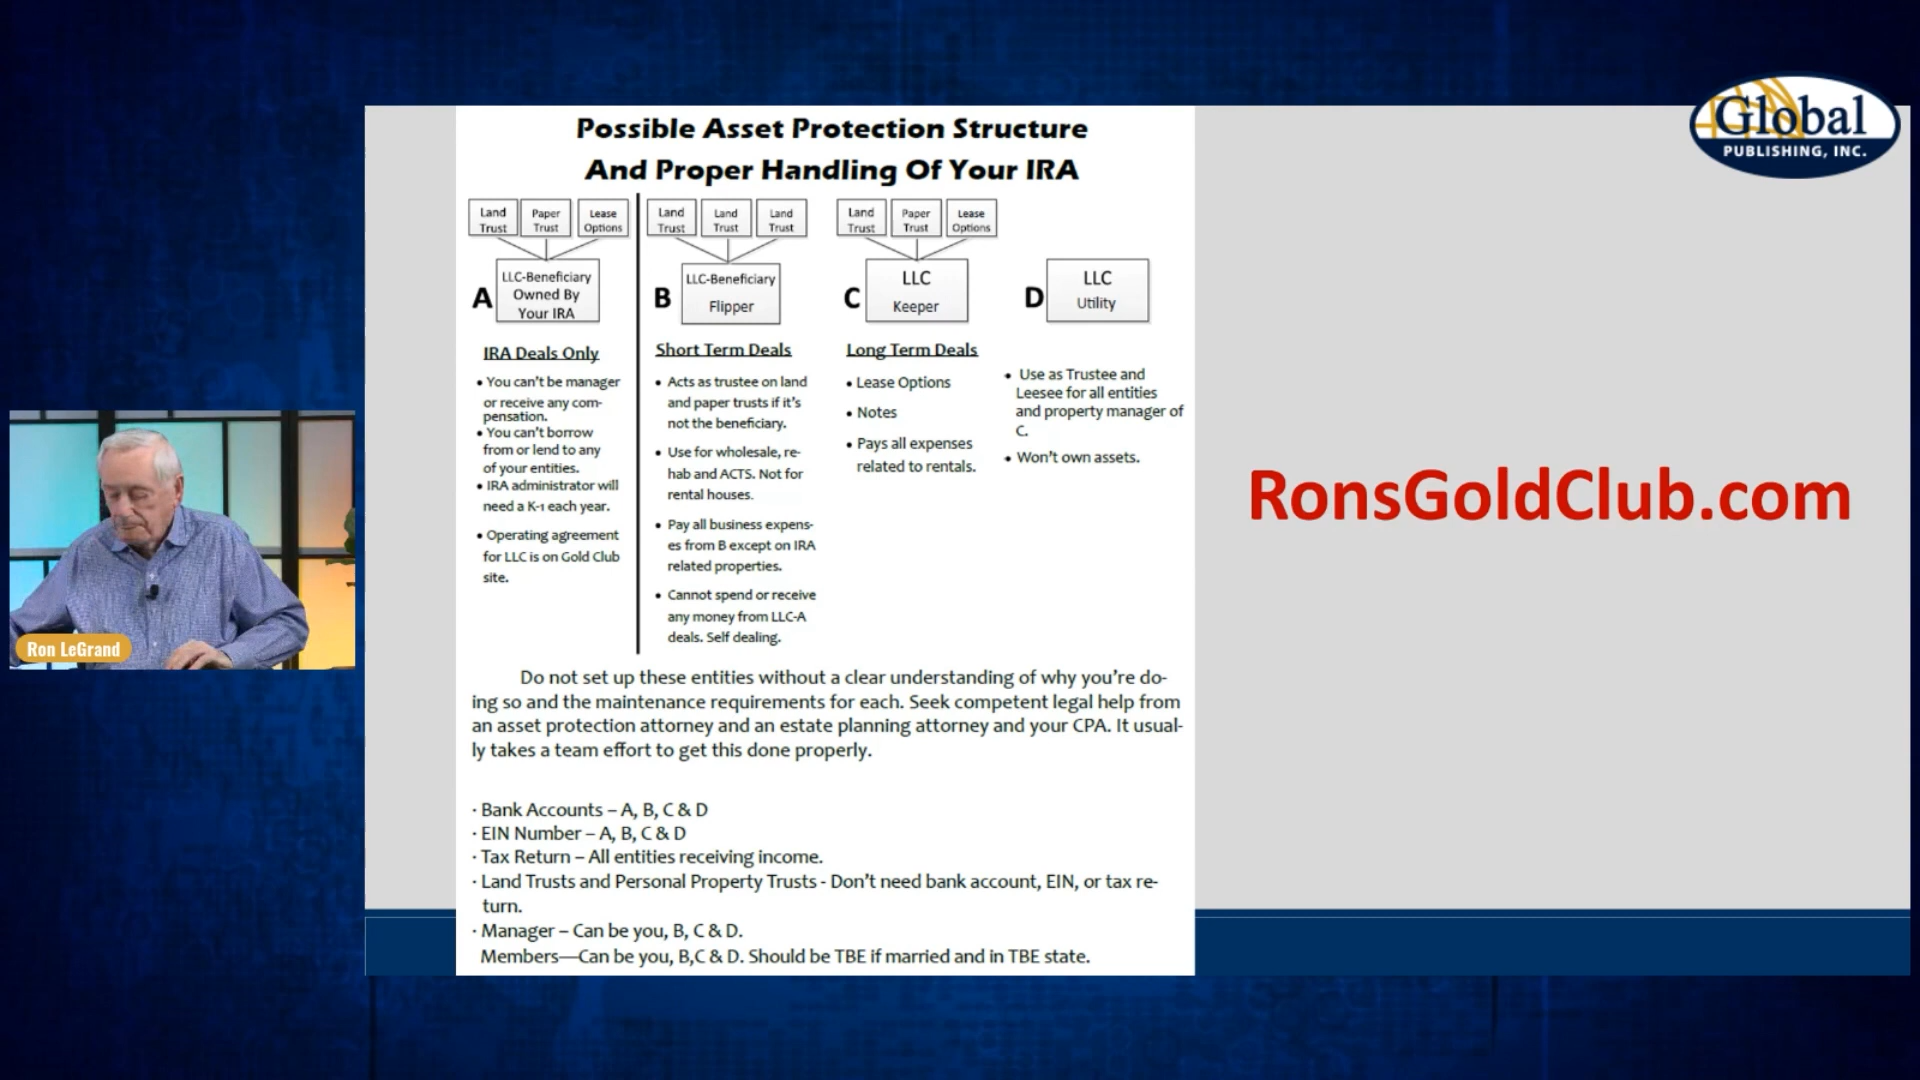 Global
PUBLISHING, INC.
Possible Asset Protection Structure
And Proper Handling Of Your IRA
Land
Trust
Paper
Trust
Lease
Options
Land
Trust
Land
Trust
Land
Trust
Land
Trust
Paper
Trust
Lease
Options
A
LLC-Beneficiary
Owned By
Your IRA
B
LLC-Beneficiary
Flipper
C
LLC
Keeper
D
LLC
Utility
IRA Deals Only
• You can't be manager
or receive any com-
pensation.
• You can't borrow
from or lend to any
of your entities.
• IRA administrator will
need a K-1 each year.
• Operating agreement
for LLC is on Gold Club
site.
Short Term Deals
• Acts as trustee on land
and paper trusts if it's
not the beneficiary.
• Use for wholesale, re-
hab and ACTS. Not for
rental houses.
• Pay all business expens-
es from B except on IRA
related properties.
• Cannot spend or receive
any money from LLC-A
deals. Self dealing.
Long Term Deals
• Lease Options
• Notes
• Pays all expenses
related to rentals.
• Use as Trustee and
Leesee for all entities
and property manager of
C.
• Won't own assets.
RonsGoldClub.com
Ron LeGrand
Do not set up these entities without a clear understanding of why you're do-
ing so and the maintenance requirements for each. Seek competent legal help from
an asset protection attorney and an estate planning attorney and your CPA. It usual-
ly takes a team effort to get this done properly.
· Bank Accounts – A, B, C & D
· EIN Number – A, B, C & D
· Tax Return – All entities receiving income.
· Land Trusts and Personal Property Trusts - Don't need bank account, EIN, or tax re-
turn.
· Manager – Can be you, B, C & D.
Members—Can be you, B,C & D. Should be TBE if married and in TBE state.